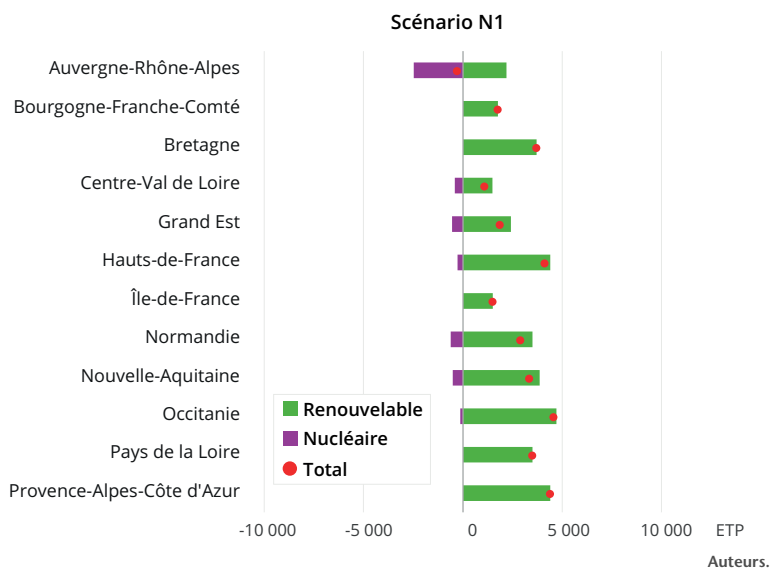 Scénario N1
Auvergne-Rhône-Alpes
Bourgogne-Franche-Comté
Bretagne
Centre-Val de Loire
Grand Est
Hauts-de-France
Île-de-France
Normandie
Nouvelle-Aquitaine
Occitanie
Pays de la Loire
Provence-Alpes-Côte d'Azur
Renouvelable
Nucléaire
Total
-10 000 -5 000 0 5 000 10 000 ETP
Auteurs.